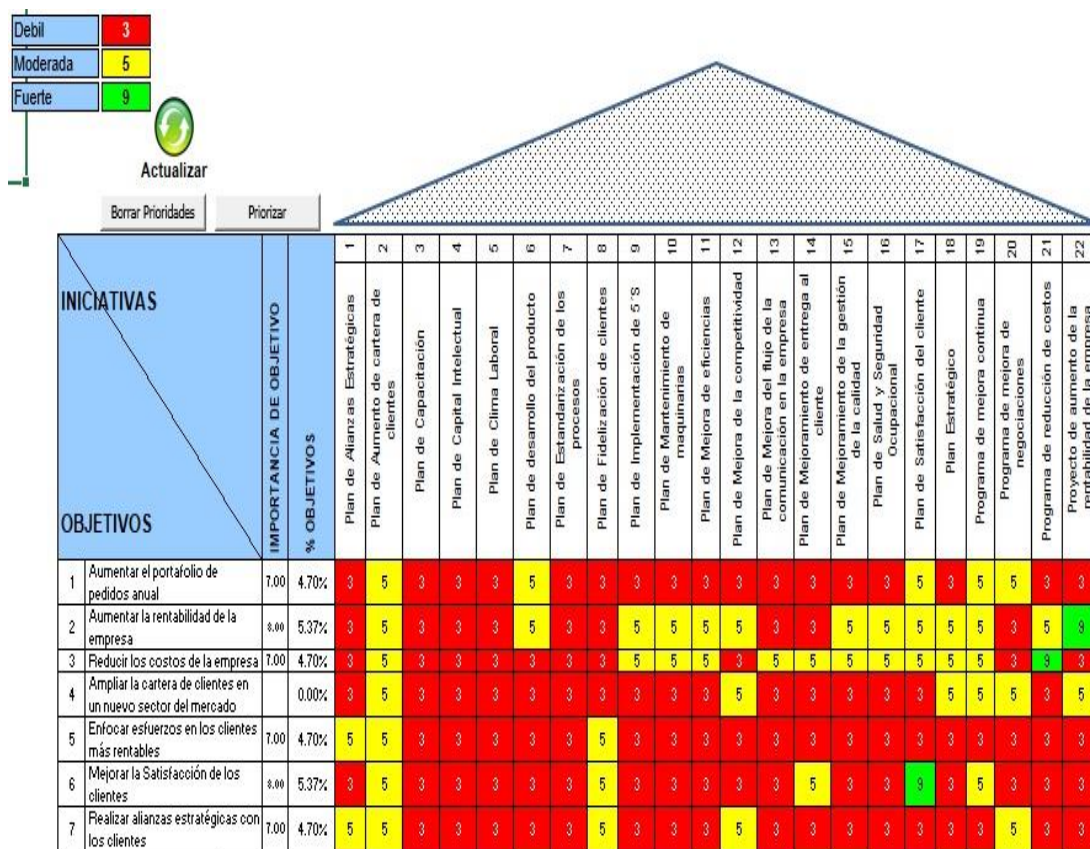 Debil 3
Moderada 5
Fuerte 9
Actualizar
Borrar Prioridades Priorizar
1 2 3 4 5 6 7 8 9 10 11 12 13 14 15 16 17 18 19 20 21 22
INICIATIVAS
OBJETIVOS
IMPORTANCIA DE OBJETIVO
% OBJETIVOS
Plan de Alianzas Estratégicas
Plan de Aumento de cartera de
clientes
Plan de Capacitación
Plan de Capital Intelectual
Plan de Clima Laboral
Plan de desarrollo del producto
Plan de Estandarización de los
procesos
Plan de Fidelización de clientes
Plan de Implementación de 5´S
Plan de Mantenimiento de
maquinarias
Plan de Mejora de eficiencias
Plan de Mejora de la competitividad
Plan de Mejora del flujo de la
comunicación en la empresa
Plan de Mejoramiento de entrega al
cliente
Plan de Mejoramiento de la gestión
de la calidad
Plan de Salud y Seguridad
Ocupacional
Plan de Satisfacción del cliente
Plan Estratégico
Programa de mejora continua
Programa de mejora de
negociaciones
Programa de reducción de costos
Proyecto de aumento de la
rentabilidad de la empresa
1 Aumentar el portafolio de
pedidos anual 7.00 4.70% 3 5 3 3 3 5 3 3 3 3 3 3 3 3 3 3 5 3 5 5 3 3
2 Aumentar la rentabilidad de la
empresa 8.00 5.37% 3 5 3 3 3 5 3 3 5 5 5 5 3 3 5 5 5 5 5 3 5 9
3 Reducir los costos de la empresa 7.00 4.70% 3 5 3 3 3 3 3 3 5 5 5 3 5 5 5 5 5 5 5 3 9 3
4 Ampliar la cartera de clientes en
un nuevo sector del mercado 0.00% 3 5 3 3 3 3 3 3 3 3 3 5 3 3 3 3 3 5 5 5 3 5
5 Enfocar esfuerzos en los clientes
más rentables 7.00 4.70% 5 5 3 3 3 3 3 5 3 3 3 3 3 3 3 3 3 3 3 3 3 3
6 Mejorar la Satisfacción de los
clientes 8.00 5.37% 3 5 3 3 3 3 3 5 3 3 3 3 3 5 3 3 9 3 5 3 3 3
7 Realizar alianzas estratégicas con
los clientes 7.00 4.70% 5 5 3 3 3 3 3 5 3 3 3 5 3 3 3 3 3 3 3 5 3 3